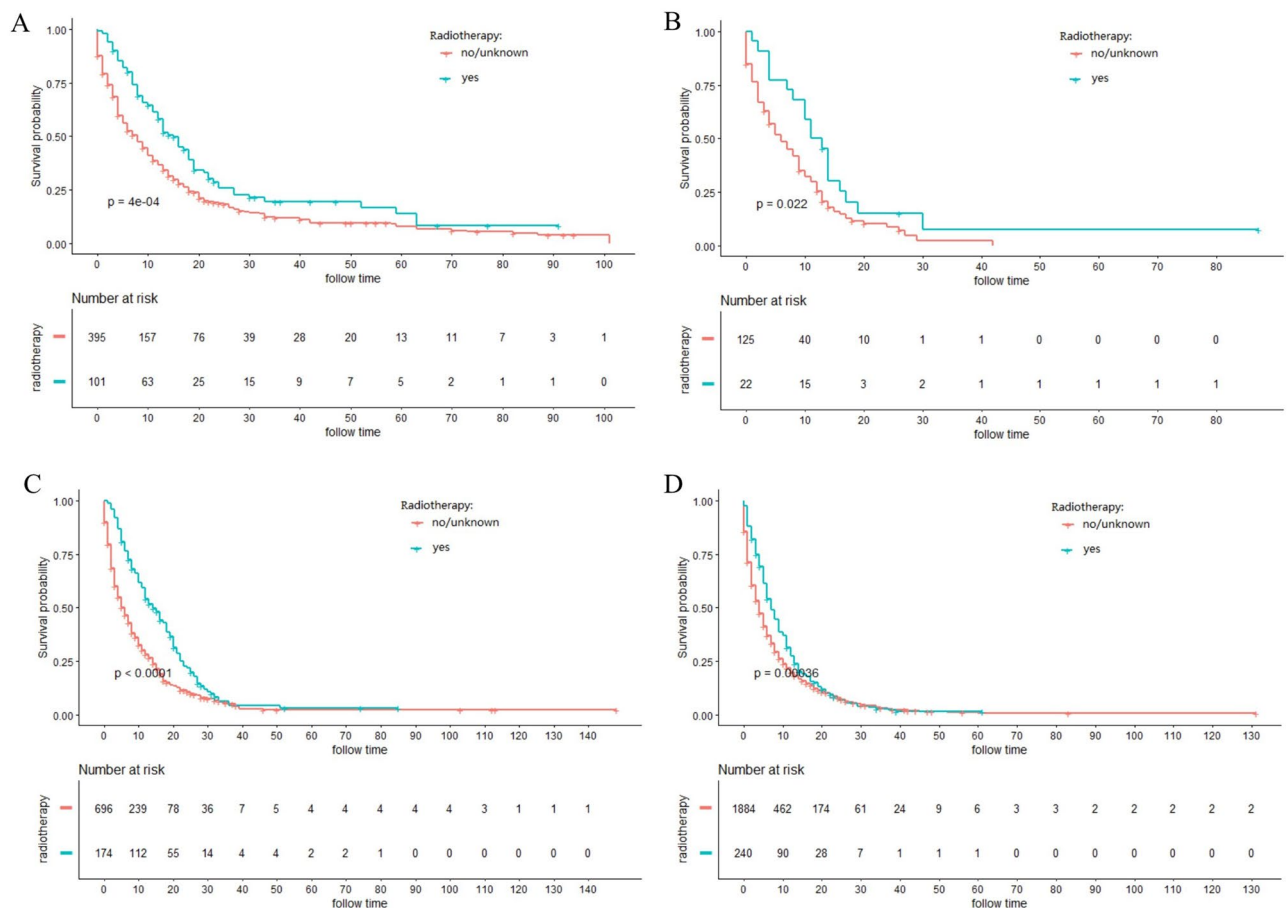 A
Radiotherapy:
no/unknown
yes
Survival probability
1.00
0.75
0.50
0.25
0.00
p = 4e-04
0 10 20 30 40 50 60 70 80 90 100
follow time
Number at risk
radiotherapy
395 157 76 39 28 20 13 11 7 3 1
101 63 25 15 9 7 5 2 1 1 0
0 10 20 30 40 50 60 70 80 90 100
follow time
B
Radiotherapy:
no/unknown
yes
Survival probability
1.00
0.75
0.50
0.25
0.00
p = 0.022
0 10 20 30 40 50 60 70 80
follow time
Number at risk
radiotherapy
125 40 10 1 1 0 0 0 0
22 15 3 2 1 1 1 1 1
0 10 20 30 40 50 60 70 80
follow time
C
Radiotherapy:
no/unknown
yes
Survival probability
1.00
0.75
0.50
0.25
0.00
p < 0.0001
0 10 20 30 40 50 60 70 80 90 100 110 120 130 140
follow time
Number at risk
radiotherapy
696 239 78 36 7 5 4 4 4 4 4 3 1 1 1
174 112 55 14 4 4 2 2 1 0 0 0 0 0 0
0 10 20 30 40 50 60 70 80 90 100 110 120 130 140
follow time
D
Radiotherapy:
no/unknown
yes
Survival probability
1.00
0.75
0.50
0.25
0.00
p = 0.00036
0 10 20 30 40 50 60 70 80 90 100 110 120 130
follow time
Number at risk
radiotherapy
1884 462 174 61 24 9 6 3 3 2 2 2 2 2
240 90 28 7 1 1 1 0 0 0 0 0 0 0
0 10 20 30 40 50 60 70 80 90 100 110 120 130
follow time